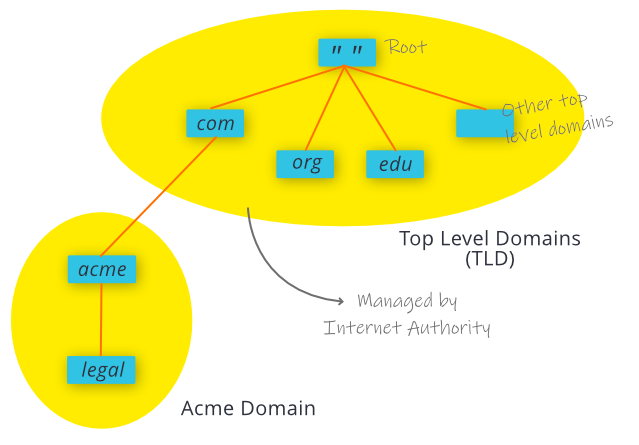 " "
Root
com
Other top
level domains
org
edu
Top Level Domains
(TLD)
acme
Managed by
Internet Authority
legal
Acme Domain